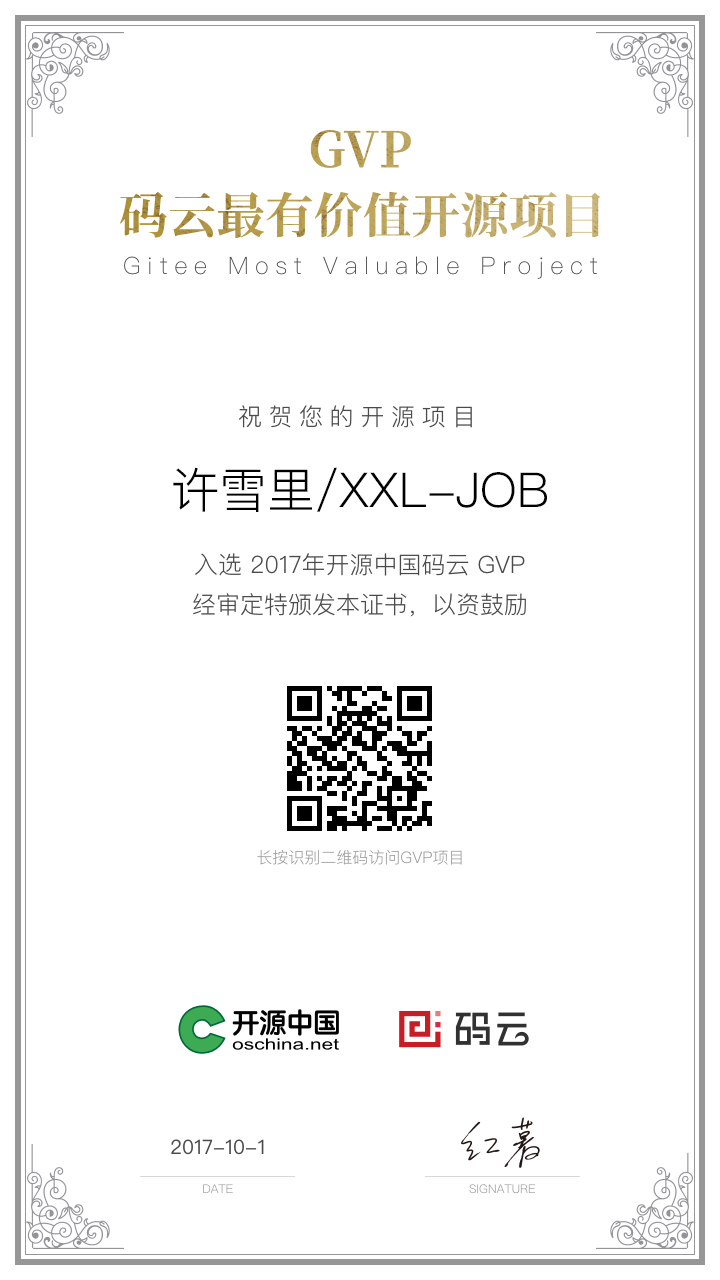 GVP
码云最有价值开源项目
Gitee Most Valuable Project
祝贺您的开源项目
许雪里/XXL-JOB
入选 2017年开源中国码云 GVP
经审定特颁发本证书，以资鼓励
长按识别二维码访问GVP项目
开源中国
oschina.net
码云
2017-10-1
红薯
DATE
SIGNATURE